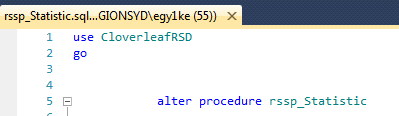 rssp_Statistic.sql...GIONSYD\egy1ke (55))
1 use CloverleafRSD
2 go
3
4
5 alter procedure rssp_Statistic